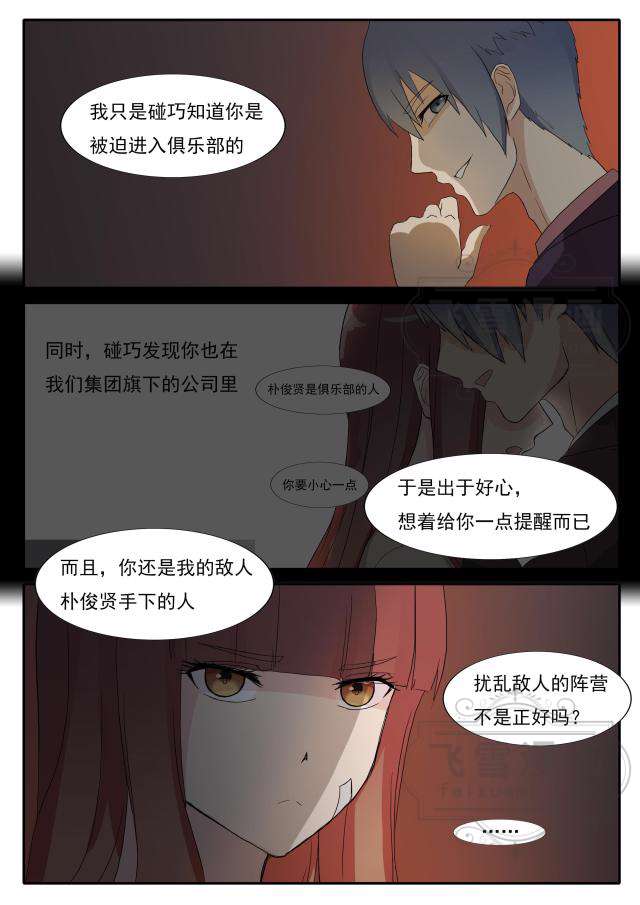 我只是碰巧知道你是
被迫进入俱乐部的
同时，碰巧发现你也在
我们集团旗下的公司里
朴俊贤是俱乐部的人
你要小心一点
于是出于好心，
想着给你一点提醒而已
而且，你还是我的敌人
朴俊贤手下的人
扰乱敌人的阵营
不是正好吗？
······